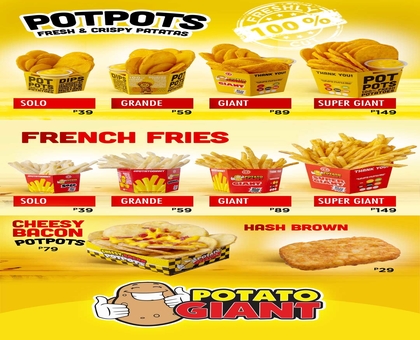 POTPOTS
FRESH & CRISPY PATATAS
FRESHLY
100%
SOLO
GRANDE
GIANT
SUPER GIANT
₱39
₱59
₱89
₱149
FRENCH FRIES
SOLO
GRANDE
GIANT
SUPER GIANT
₱39
₱59
₱89
₱149
CHEESY
BACON
POTPOTS
₱79
HASH BROWN
₱29
POTATO
GIANT